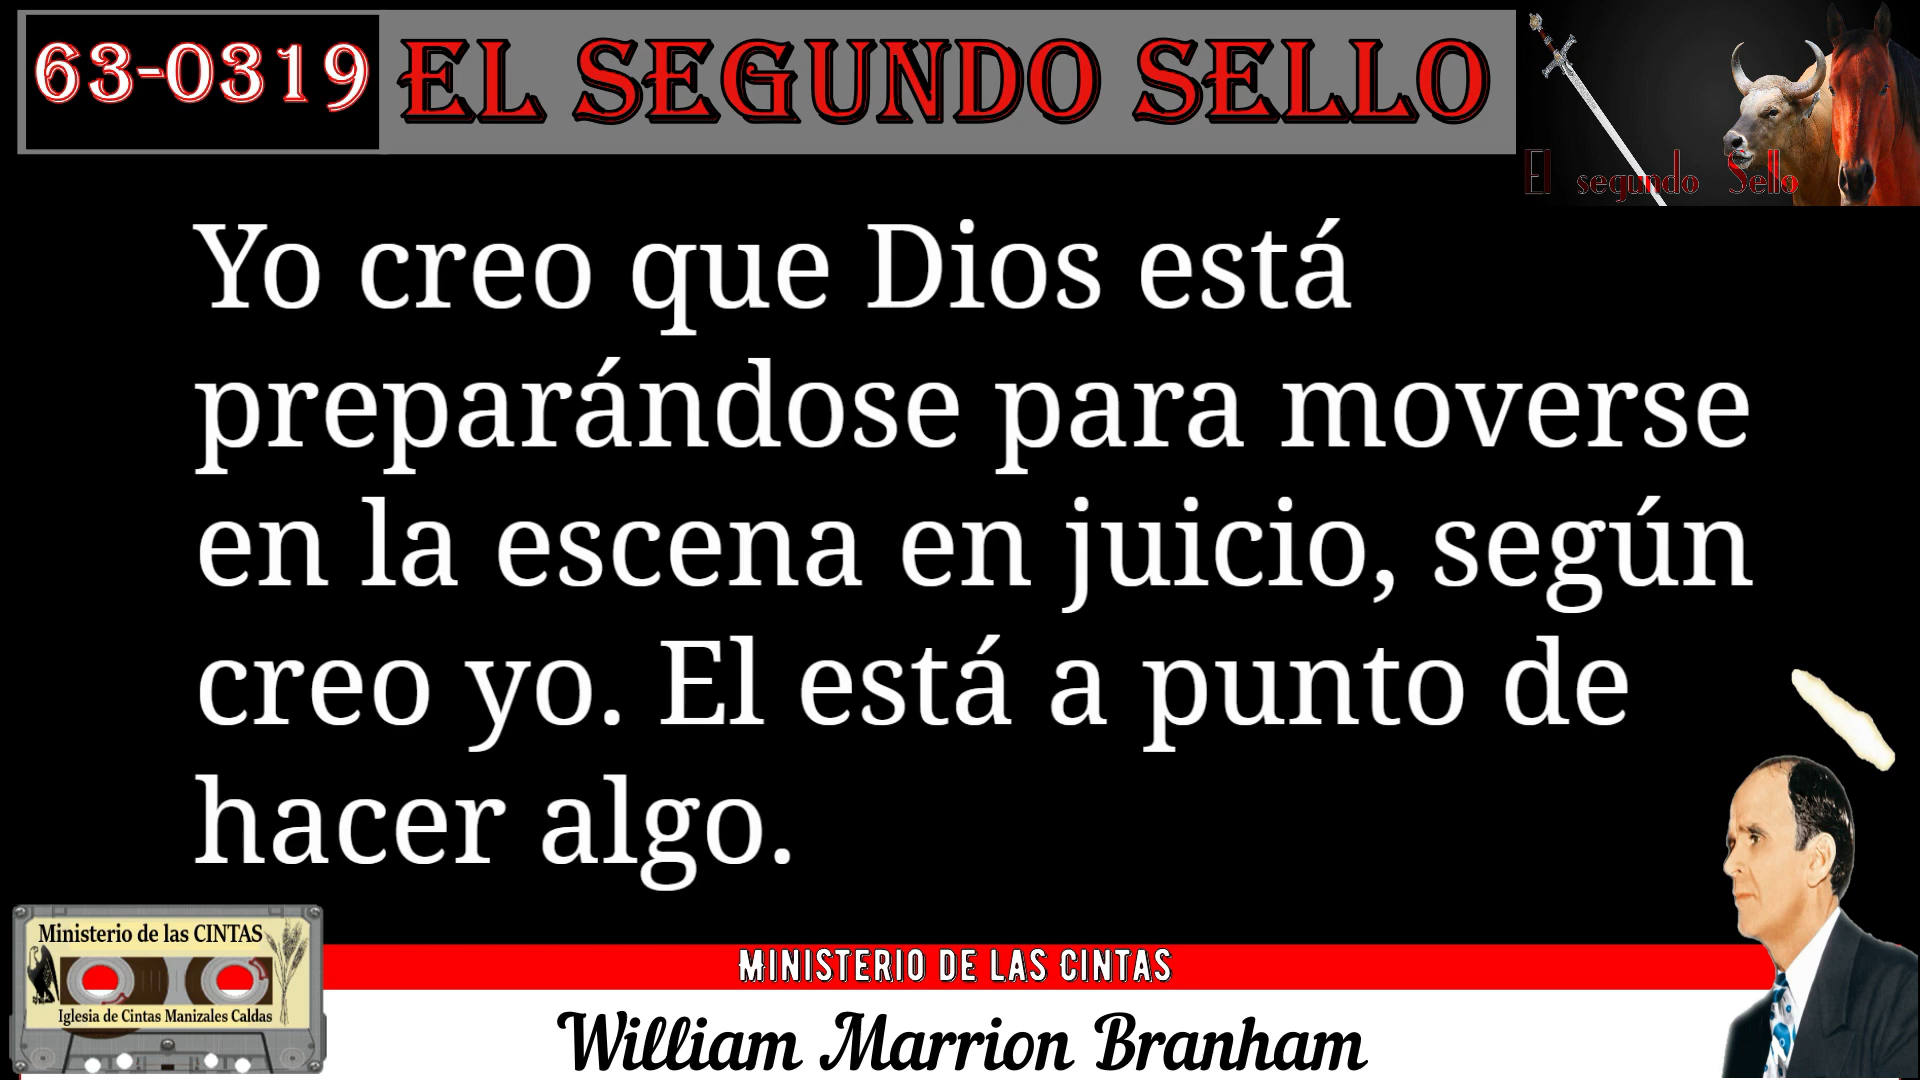 63-0319
EL SEGUNDO SELLO
El segundo Sello
Yo creo que Dios está
preparándose para moverse
en la escena en juicio, según
creo yo. El está a punto de
hacer algo.
Ministerio de las CINTAS
Iglesia de Cintas Manizales Caldas
MINISTERIO DE LAS CINTAS
William Marrion Branham